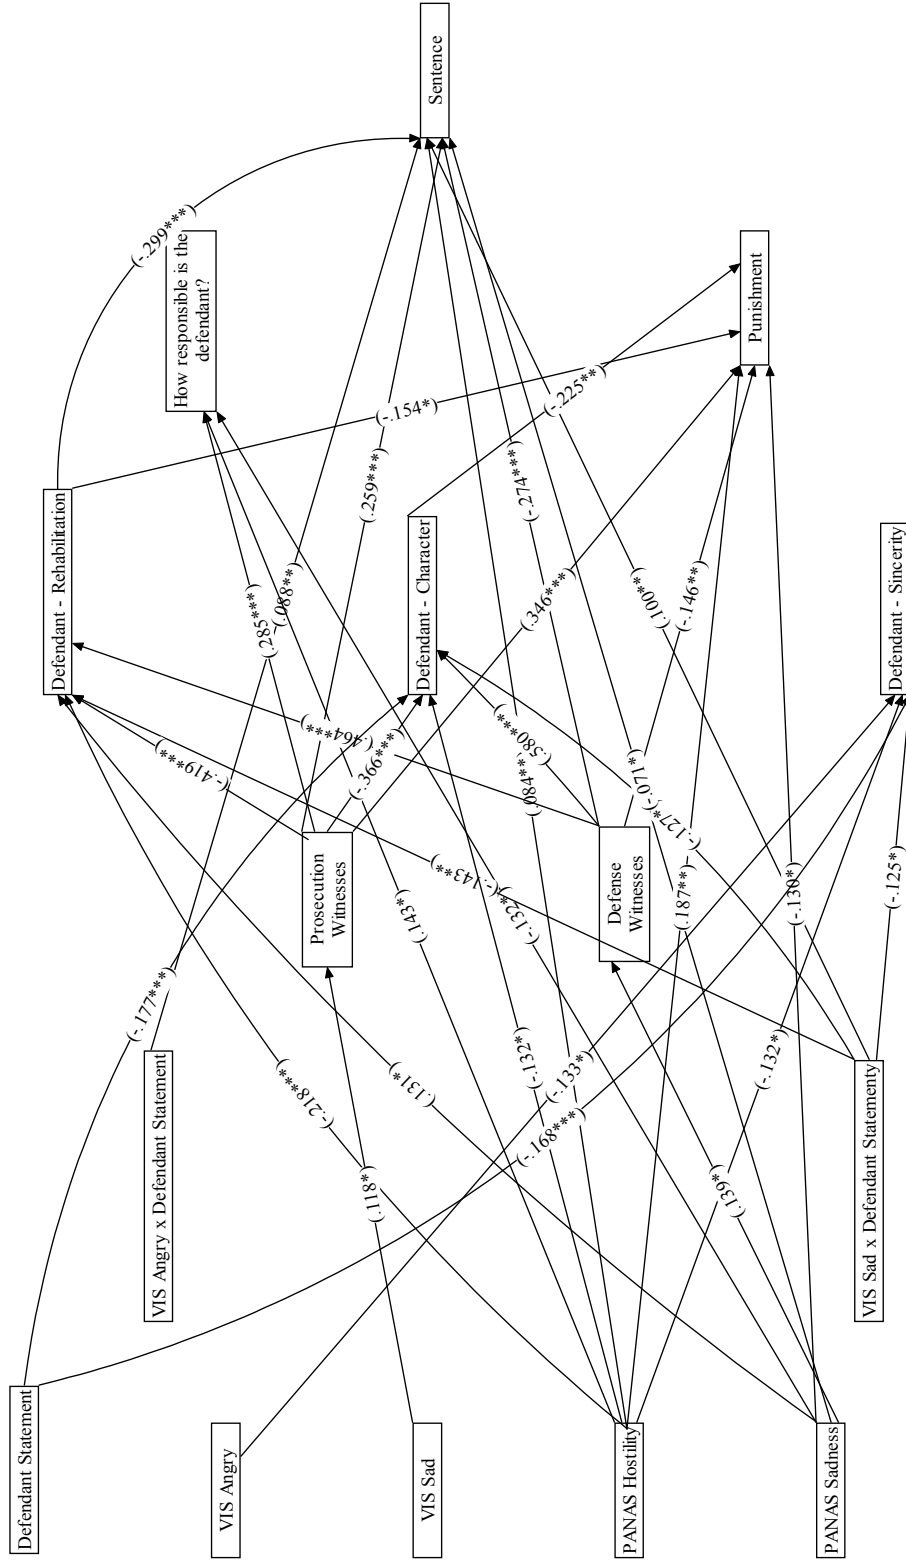 Defendant Statement
VIS Angry
VIS Sad
PANAS Hostility
PANAS Sadness
VIS Angry x Defendant Statement
VIS Sad x Defendant Statementy
Prosecution
Witnesses
Defense
Witnesses
Defendant - Rehabilitation
Defendant - Character
Defendant - Sincerity
How responsible is the
defendant?
Punishment
Sentence
(-.299***)
(-.154*)
(.259***)
(-.225**)
(-.274***)
(.285***)
(.088**)
(.346***)
(.100**)
(-.146**)
(-.419***)
(.464***)
(-.366***)
(.580***)
(.084**)
(-.071*)
(-.127*)
(-.143**)
(.143*)
(-.132*)
(.187**)
(-.130*)
(-.125*)
(-.177***)
(-.218***)
(.131*)
(-.132*)
(-.133*)
(-.132*)
(-.168***)
(.118*)
(.139*)